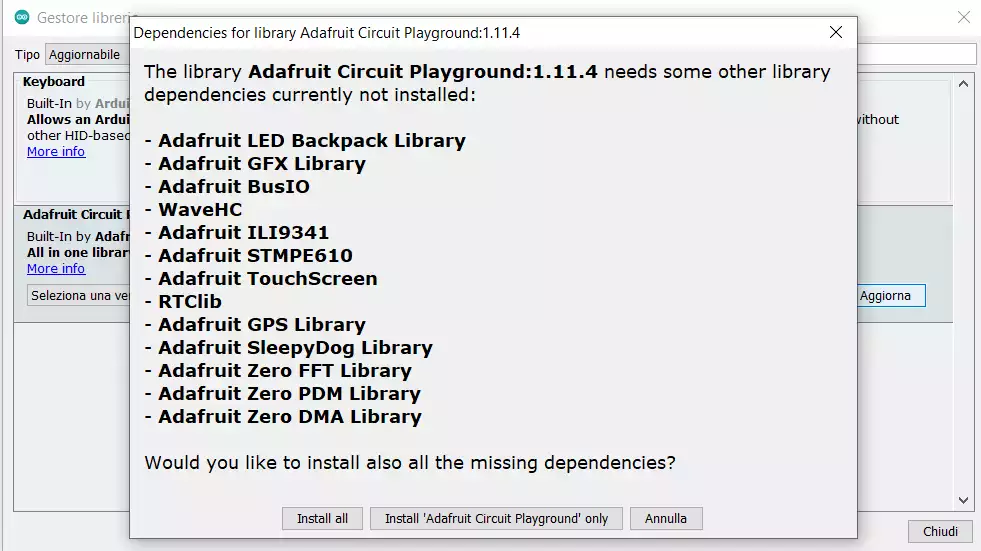 Gestore librerie
Dependencies for library Adafruit Circuit Playground:1.11.4
Tipo Aggiornabile
The library Adafruit Circuit Playground:1.11.4 needs some other library
dependencies currently not installed:
- Adafruit LED Backpack Library
- Adafruit GFX Library
- Adafruit BusIO
- WaveHC
- Adafruit ILI9341
- Adafruit STMPE610
- Adafruit TouchScreen
- RTClib
- Adafruit GPS Library
- Adafruit SleepyDog Library
- Adafruit Zero FFT Library
- Adafruit Zero PDM Library
- Adafruit Zero DMA Library
Would you like to install also all the missing dependencies?
Install all
Install 'Adafruit Circuit Playground' only
Annulla
Keyboard
Built-In by
Allows an
other HID-based
without
More info
Adafruit Circuit
Built-In by
All in one
More info
Seleziona una
Aggiorna
Chiudi